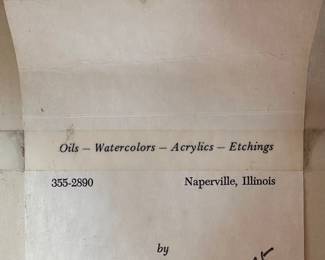 Oils — Watercolors — Acrylics — Etchings
355-2890 Naperville, Illinois
by